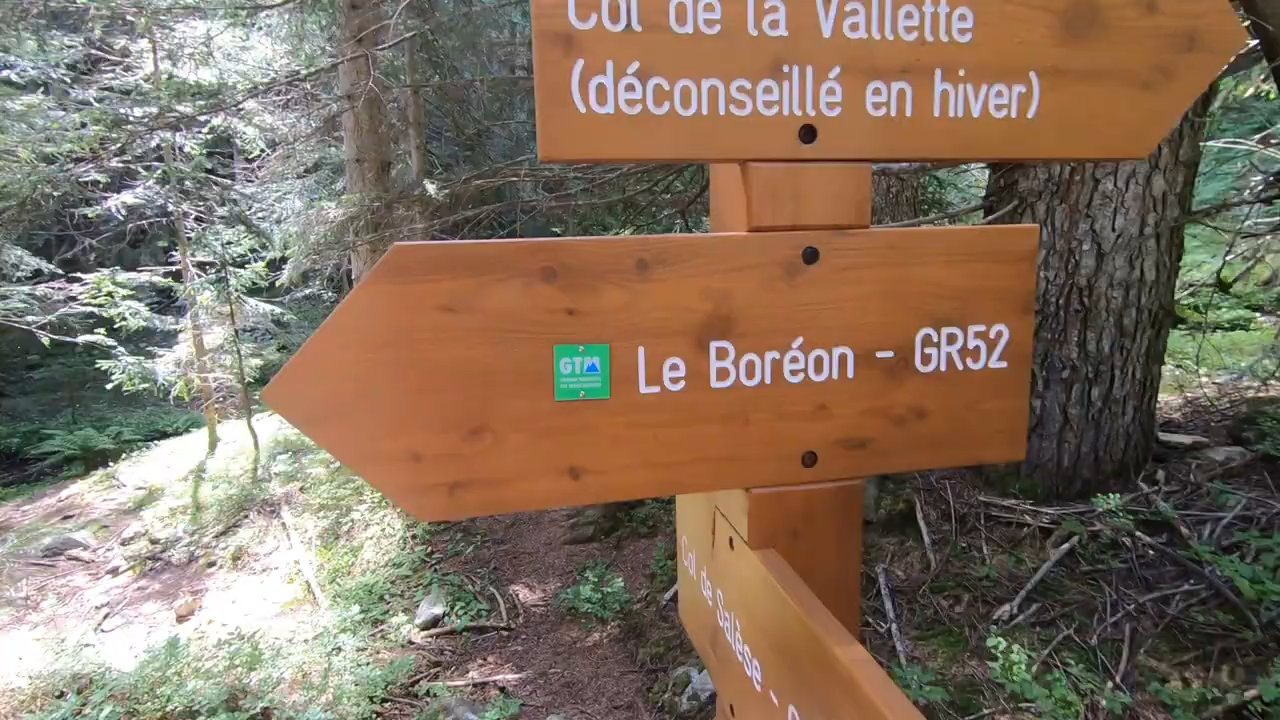 Col de la Vallette
(déconseillé en hiver)
GTM
Le Boréon - GR52
Col de Salèse -